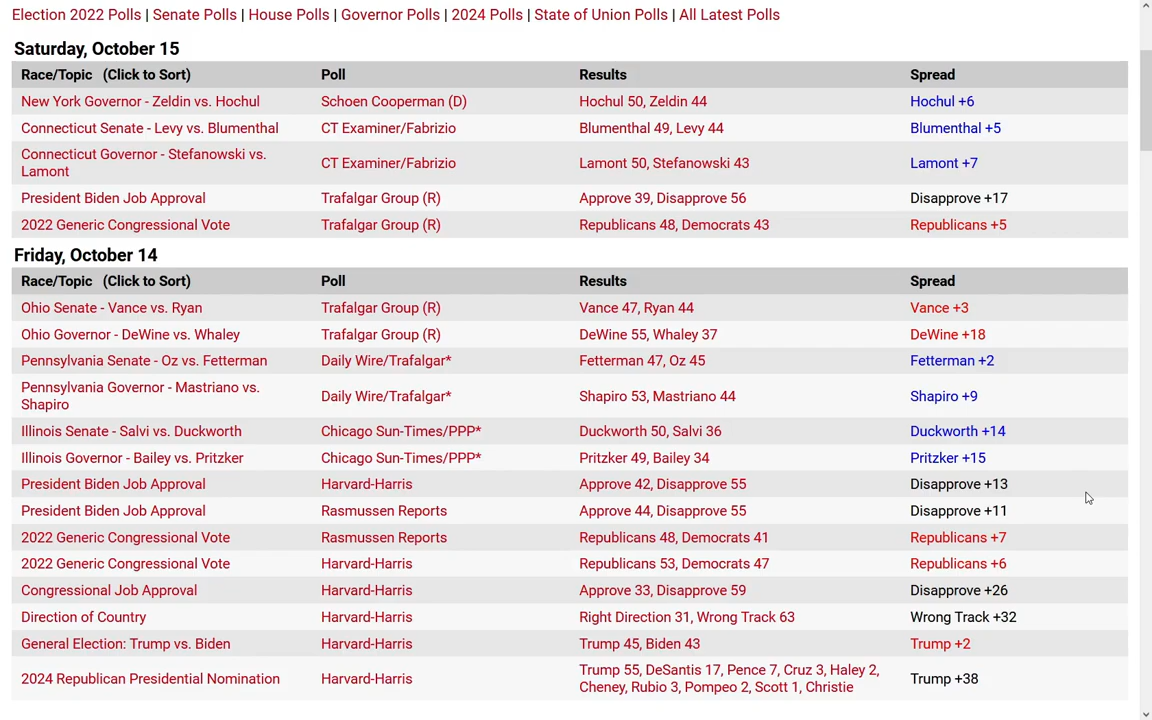 Election 2022 Polls | Senate Polls | House Polls | Governor Polls | 2024 Polls | State of Union Polls | All Latest Polls
Saturday, October 15
Race/Topic (Click to Sort) Poll Results Spread
New York Governor - Zeldin vs. Hochul Schoen Cooperman (D) Hochul 50, Zeldin 44 Hochul +6
Connecticut Senate - Levy vs. Blumenthal CT Examiner/Fabrizio Blumenthal 49, Levy 44 Blumenthal +5
Connecticut Governor - Stefanowski vs.
Lamont CT Examiner/Fabrizio Lamont 50, Stefanowski 43 Lamont +7
President Biden Job Approval Trafalgar Group (R) Approve 39, Disapprove 56 Disapprove +17
2022 Generic Congressional Vote Trafalgar Group (R) Republicans 48, Democrats 43 Republicans +5
Friday, October 14
Race/Topic (Click to Sort) Poll Results Spread
Ohio Senate - Vance vs. Ryan Trafalgar Group (R) Vance 47, Ryan 44 Vance +3
Ohio Governor - DeWine vs. Whaley Trafalgar Group (R) DeWine 55, Whaley 37 DeWine +18
Pennsylvania Senate - Oz vs. Fetterman Daily Wire/Trafalgar* Fetterman 47, Oz 45 Fetterman +2
Pennsylvania Governor - Mastriano vs.
Shapiro Daily Wire/Trafalgar* Shapiro 53, Mastriano 44 Shapiro +9
Illinois Senate - Salvi vs. Duckworth Chicago Sun-Times/PPP* Duckworth 50, Salvi 36 Duckworth +14
Illinois Governor - Bailey vs. Pritzker Chicago Sun-Times/PPP* Pritzker 49, Bailey 34 Pritzker +15
President Biden Job Approval Harvard-Harris Approve 42, Disapprove 55 Disapprove +13
President Biden Job Approval Rasmussen Reports Approve 44, Disapprove 55 Disapprove +11
2022 Generic Congressional Vote Rasmussen Reports Republicans 48, Democrats 41 Republicans +7
2022 Generic Congressional Vote Harvard-Harris Republicans 53, Democrats 47 Republicans +6
Congressional Job Approval Harvard-Harris Approve 33, Disapprove 59 Disapprove +26
Direction of Country Harvard-Harris Right Direction 31, Wrong Track 63 Wrong Track +32
General Election: Trump vs. Biden Harvard-Harris Trump 45, Biden 43 Trump +2
2024 Republican Presidential Nomination Harvard-Harris Trump 55, DeSantis 17, Pence 7, Cruz 3, Haley 2,
Cheney, Rubio 3, Pompeo 2, Scott 1, Christie Trump +38